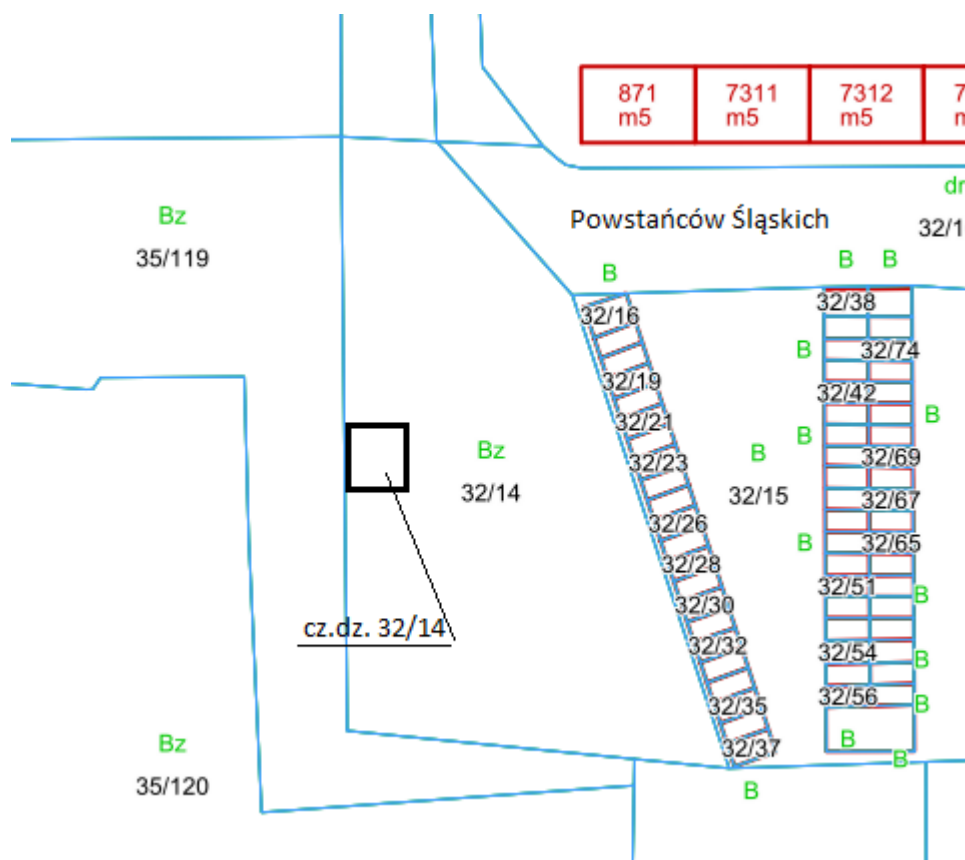 871
m5
7311
m5
7312
m5
dr
Bz
35/119
Powstańców Śląskich
32/1
B
B
B
32/16
32/38
B
32/74
32/19
32/42
32/21
B
B
Bz
32/23
B
32/69
32/14
32/15
32/67
32/26
B
32/65
32/28
32/51
B
32/30
cz.dz. 32/14
32/32
32/54
B
32/35
32/56
B
Bz
32/37
B
B
35/120
B